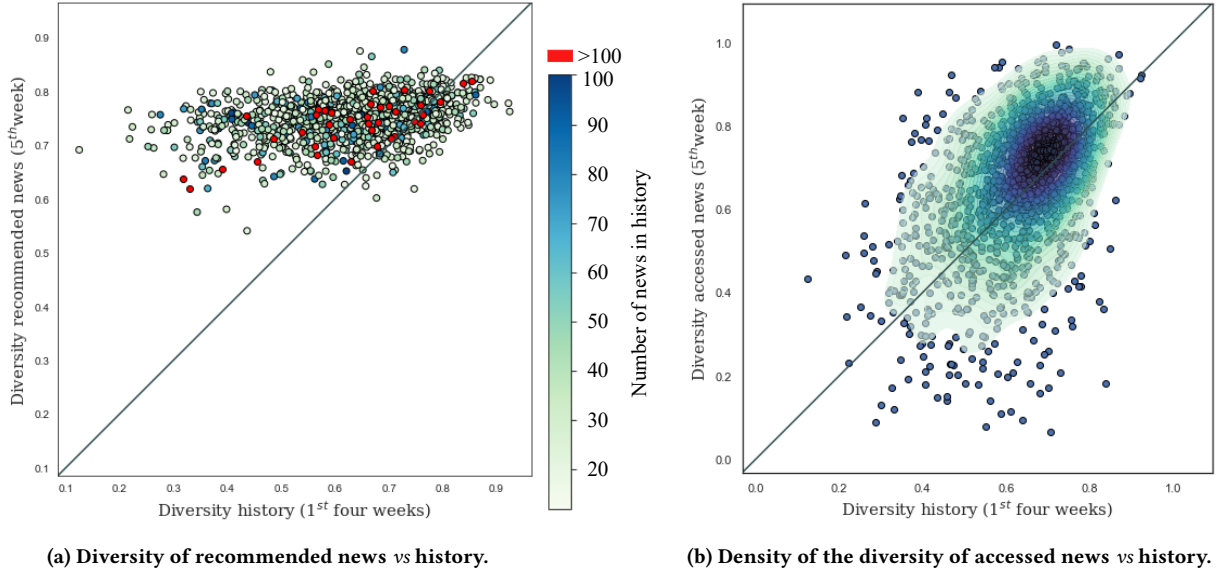 0.9
0.8
0.7
0.6
0.5
0.4
0.3
0.2
0.1
Diversity recommended news (5thweek)
0.1 0.2 0.3 0.4 0.5 0.6 0.7 0.8 0.9
Diversity history (1st four weeks)
>100
100
90
80
70
60
50
40
30
20
Number of news in history
1.0
0.8
0.6
0.4
0.2
0.0
Diversity accessed news (5thweek)
0.0 0.2 0.4 0.6 0.8 1.0
Diversity history (1st four weeks)
(a) Diversity of recommended news vs history.
(b) Density of the diversity of accessed news vs history.